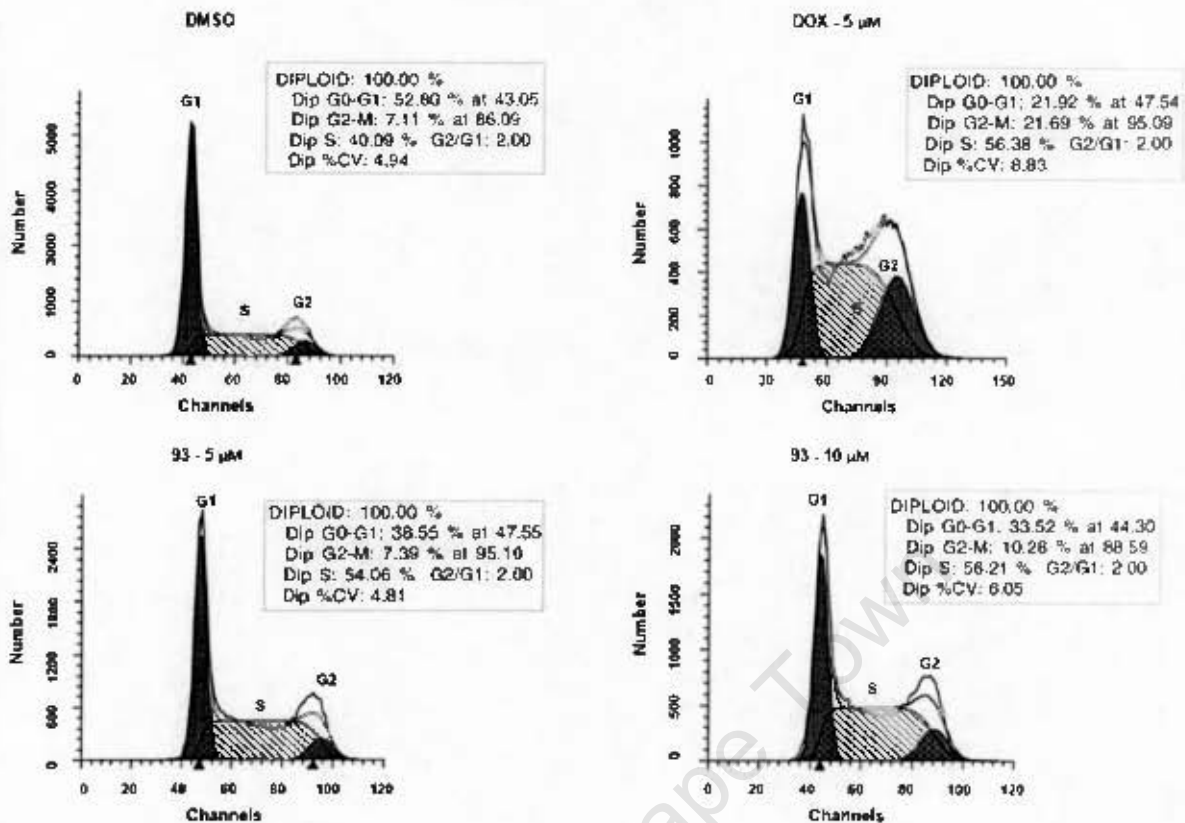 DMSO
DIPLOID: 100.00 %
Dip G0-G1: 52.80 % at 43.05
Dip G2-M: 7.11 % at 86.09
Dip S: 40.09 % G2/G1: 2.00
Dip %CV: 4.94
G1
S
G2
Number
0
1000
3000
4000
5000
0 20 40 60 80 100 120
Channels
DOX - 5 µM
DIPLOID: 100.00 %
Dip G0-G1: 21.92 % at 47.54
Dip G2-M: 21.69 % at 95.09
Dip S: 56.38 % G2/G1: 2.00
Dip %CV: 8.83
G1
S
G2
Number
0
200
400
600
800
1000
0 30 60 90 120 150
Channels
93 - 5 µM
DIPLOID: 100.00 %
Dip G0-G1: 38.55 % at 47.55
Dip G2-M: 7.39 % at 95.10
Dip S: 54.06 % G2/G1: 2.00
Dip %CV: 4.81
G1
S
G2
Number
0
600
1200
1800
2400
0 20 40 60 80 100 120
Channels
93 - 10 µM
DIPLOID: 100.00 %
Dip G0-G1. 33.52 % at 44.30
Dip G2-M: 10.26 % at 88.59
Dip S: 56.21 % G2/G1: 2.00
Dip %CV: 6.05
G1
S
G2
Number
0
500
1000
1500
2000
0 20 40 60 80 100 120
Channels
ape Town